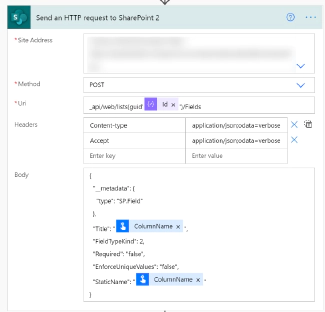 Send an HTTP request to SharePoint 2
* Site Address
* Method
POST
* Uri
_api/web/lists(guid' Id × ')/Fields
Headers
Content-type application/json;odata=verbose
Accept application/json;odata=verbose
Enter key Enter value
Body
{
"__metadata": {
"type": "SP.Field"
},
"Title": " ColumnName × ",
"FieldTypeKind": 2,
"Required": "false",
"EnforceUniqueValues": "false",
"StaticName": " ColumnName × "
}